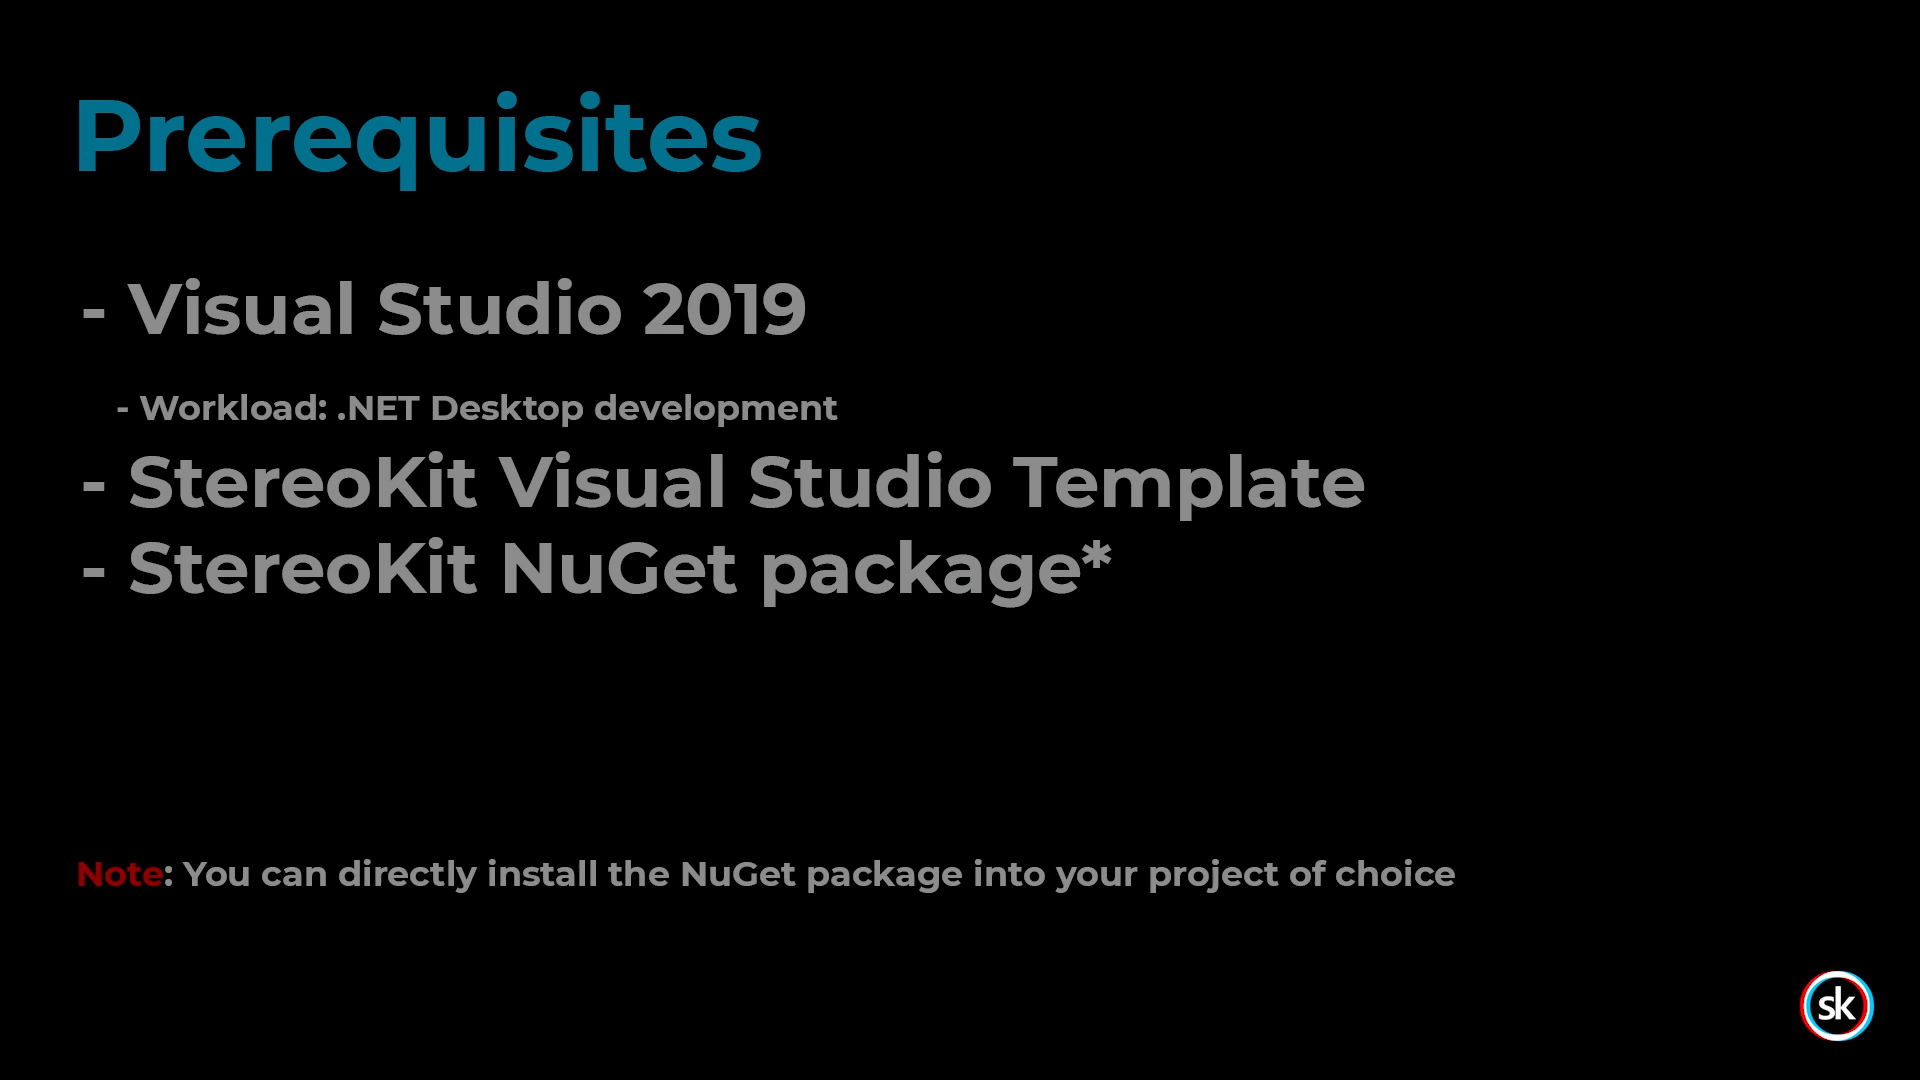 Prerequisites
- Visual Studio 2019
- Workload: .NET Desktop development
- StereoKit Visual Studio Template
- StereoKit NuGet package*
Note: You can directly install the NuGet package into your project of choice
sk